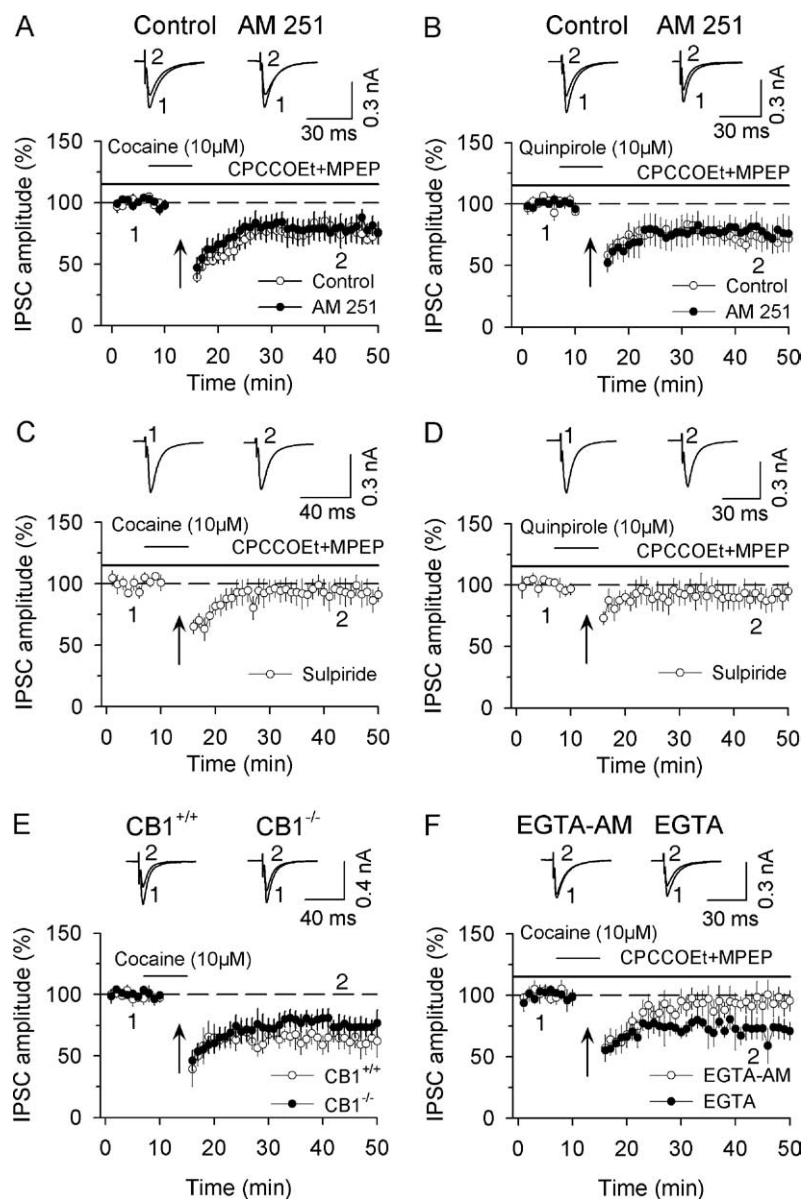 A
Control AM 251
2
1
30 ms
0.3 nA
IPSC amplitude (%)
150
100
75
50
25
0
Cocaine (10µM)
CPCCOEt+MPEP
1
2
Control
AM 251
0 10 20 30 40 50
Time (min)
B
Control AM 251
2
1
30 ms
0.3 nA
IPSC amplitude (%)
150
100
50
0
Quinpirole (10µM)
CPCCOEt+MPEP
1
2
Control
AM 251
0 10 20 30 40 50
Time (min)
C
1 2
40 ms
0.3 nA
IPSC amplitude (%)
150
100
50
0
Cocaine (10µM)
CPCCOEt+MPEP
1
2
Sulpiride
0 10 20 30 40 50
Time (min)
D
1 2
30 ms
0.3 nA
IPSC amplitude (%)
150
100
50
0
Quinpirole (10µM)
CPCCOEt+MPEP
1
2
Sulpiride
0 10 20 30 40 50
Time (min)
E
CB1+/+ CB1-/-
2 2
1 1
40 ms
0.4 nA
IPSC amplitude (%)
150
100
50
0
Cocaine (10µM)
2
1
CB1+/+
CB1-/-
0 10 20 30 40 50
Time (min)
F
EGTA-AM EGTA
2
1 1
30 ms
0.3 nA
IPSC amplitude (%)
150
100
50
0
Cocaine (10µM)
CPCCOEt+MPEP
1
2
EGTA-AM
EGTA
0 10 20 30 40 50
Time (min)